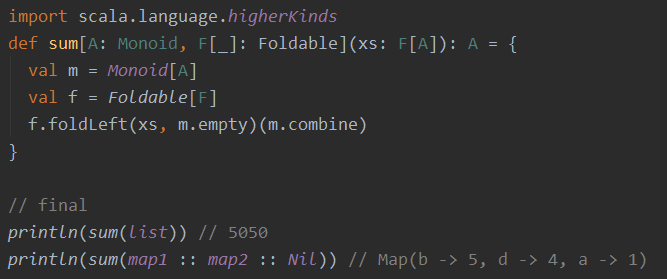 import scala.language.higherKinds
def sum[A: Monoid, F[_]: Foldable](xs: F[A]): A = {
  val m = Monoid[A]
  val f = Foldable[F]
  f.foldLeft(xs, m.empty)(m.combine)
}
// final
println(sum(list)) // 5050
println(sum(map1 :: map2 :: Nil)) // Map(b -> 5, d -> 4, a -> 1)